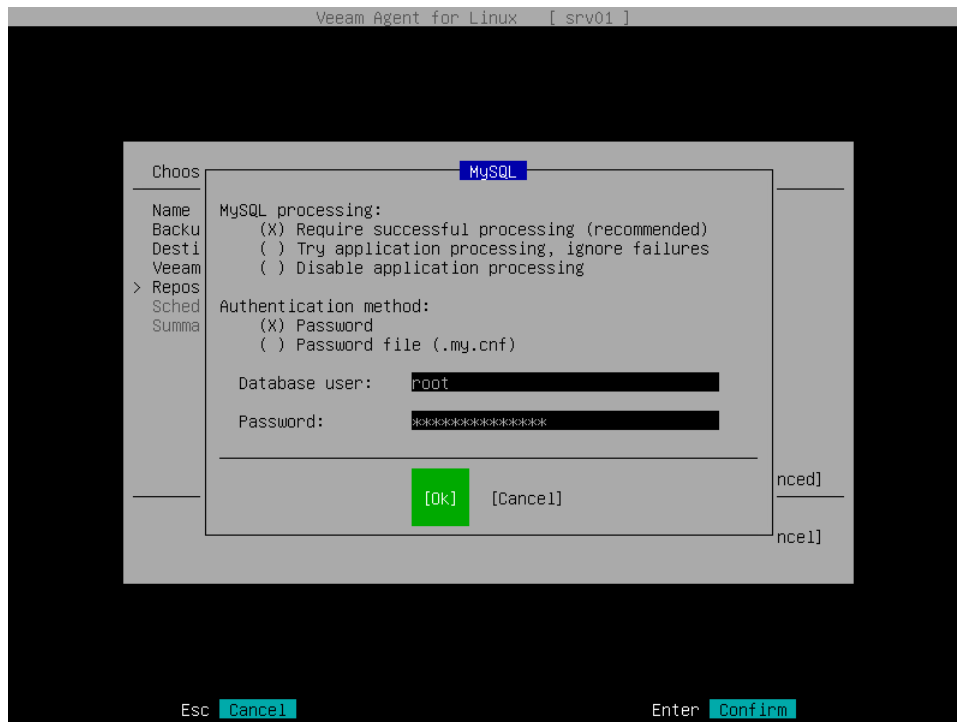 Veeam Agent for Linux [ srv01 ]
Choos
MySQL
Name
MySQL processing:
Backu
(X) Require successful processing (recommended)
Desti
( ) Try application processing, ignore failures
Veeam
( ) Disable application processing
> Repos
Sched
Authentication method:
Summa
(X) Password
( ) Password file (.my.cnf)
Database user: root
Password: **************
nced]
[Ok] [Cancel]
ncel]
Esc Cancel
Enter Confirm